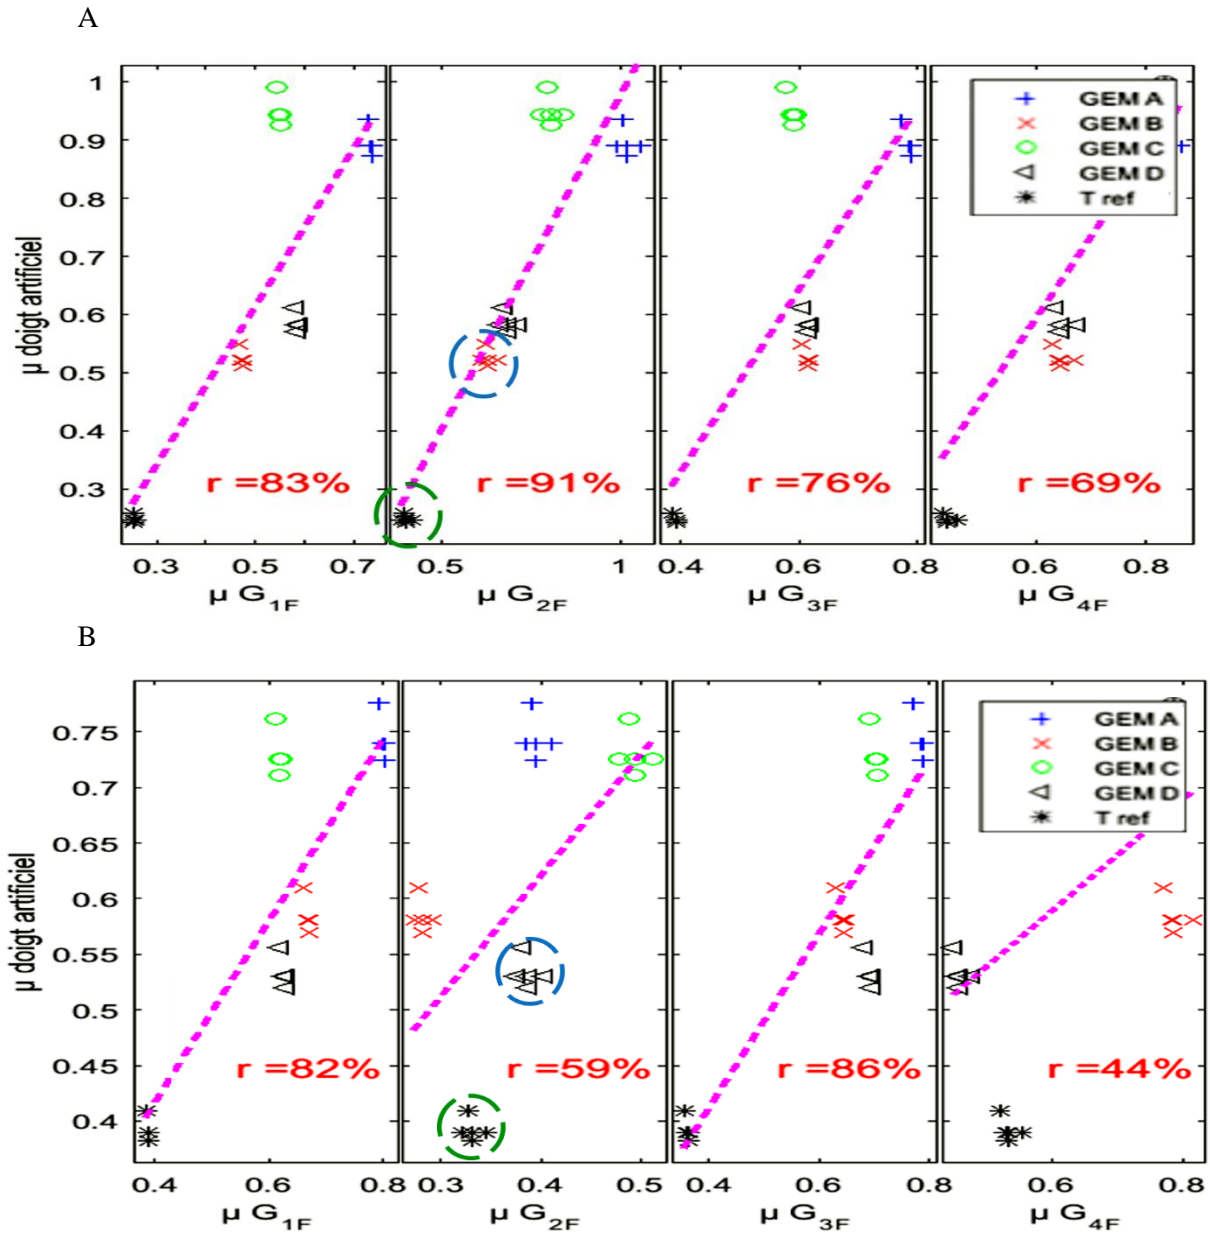 A
µ doigt artificiel
1
0.9
0.8
0.7
0.6
0.5
0.4
0.3
GEM A
GEM B
GEM C
GEM D
T ref
r =83% r =91% r =76% r =69%
0.3 0.5 0.7 0.5 1 0.4 0.6 0.8 0.6 0.8
µ G1F µ G2F µ G3F µ G4F
B
µ doigt artificiel
0.75
0.7
0.65
0.6
0.55
0.5
0.45
0.4
GEM A
GEM B
GEM C
GEM D
T ref
r =82% r =59% r =86% r =44%
0.4 0.6 0.8 0.3 0.4 0.5 0.4 0.6 0.8 0.6 0.8
µ G1F µ G2F µ G3F µ G4F